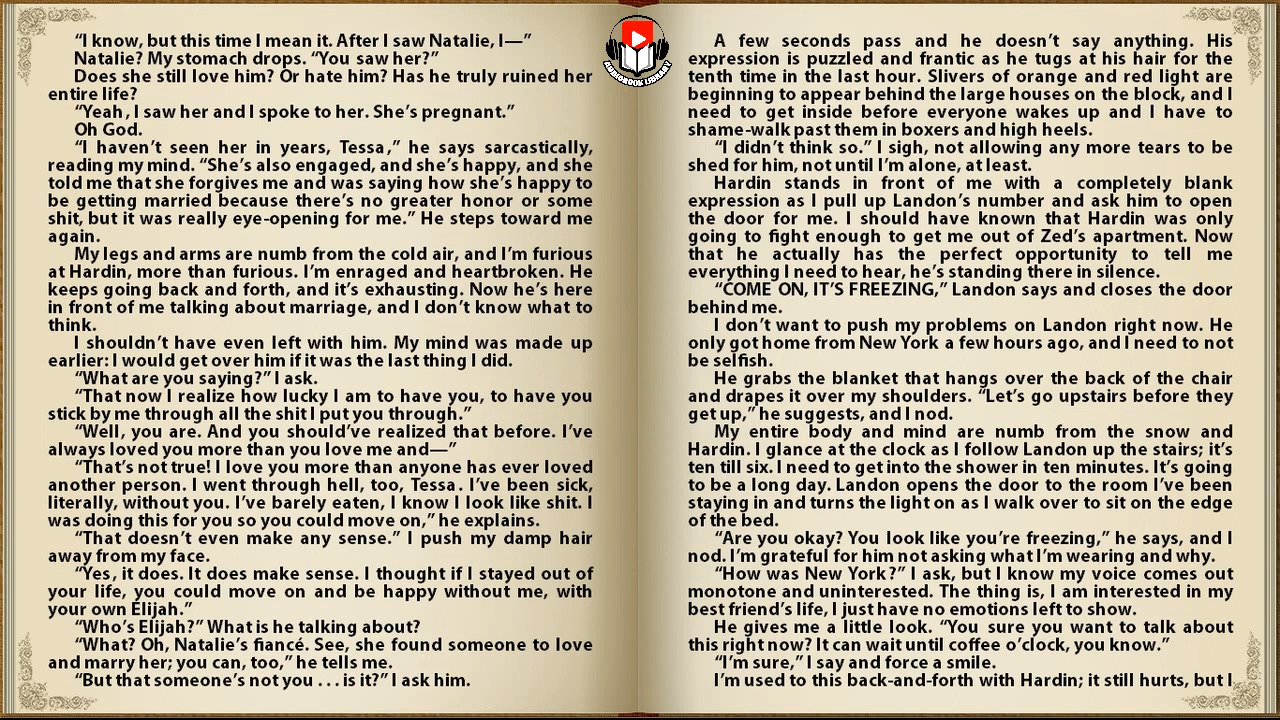 “I know, but this time I mean it. After I saw Natalie, I—”
Natalie? My stomach drops. “You saw her?”
Does she still love him? Or hate him? Has he truly ruined her
entire life?
“Yeah, I saw her and I spoke to her. She’s pregnant.”
Oh God.
“I haven’t seen her in years, Tessa,” he says sarcastically,
reading my mind. “She’s also engaged, and she’s happy, and she
told me that she forgives me and was saying how she’s happy to
be getting married because there’s no greater honor or some
shit, but it was really eye-opening for me.” He steps toward me
again.
My legs and arms are numb from the cold air, and I’m furious
at Hardin, more than furious. I’m enraged and heartbroken. He
keeps going back and forth, and it’s exhausting. Now he’s here
in front of me talking about marriage, and I don’t know what to
think.
I shouldn’t have even left with him. My mind was made up
earlier: I would get over him if it was the last thing I did.
“What are you saying?” I ask.
“That now I realize how lucky I am to have you, to have you
stick by me through all the shit I put you through.”
“Well, you are. And you should’ve realized that before. I’ve
always loved you more than you love me and—”
“That’s not true! I love you more than anyone has ever loved
another person. I went through hell, too, Tessa. I’ve been sick,
literally, without you. I’ve barely eaten, I know I look like shit. I
was doing this for you so you could move on,” he explains.
“That doesn’t even make any sense.” I push my damp hair
away from my face.
“Yes, it does. It does make sense. I thought if I stayed out of
your life, you could move on and be happy without me, with
your own Elijah.”
“Who’s Elijah?” What is he talking about?
“What? Oh, Natalie’s fiancé. See, she found someone to love
and marry her; you can, too,” he tells me.
“But that someone’s not you . . . is it?” I ask him.
AUDIOBOOK LIBRARY
A few seconds pass and he doesn’t say anything. His
expression is puzzled and frantic as he tugs at his hair for the
tenth time in the last hour. Slivers of orange and red light are
beginning to appear behind the large houses on the block, and I
need to get inside before everyone wakes up and I have to
shame-walk past them in boxers and high heels.
“I didn’t think so.” I sigh, not allowing any more tears to be
shed for him, not until I’m alone, at least.
Hardin stands in front of me with a completely blank
expression as I pull up Landon’s number and ask him to open
the door for me. I should have known that Hardin was only
going to fight enough to get me out of Zed’s apartment. Now
that he actually has the perfect opportunity to tell me
everything I need to hear, he’s standing there in silence.
“COME ON, IT’S FREEZING,” Landon says and closes the door
behind me.
I don’t want to push my problems on Landon right now. He
only got home from New York a few hours ago, and I need to not
be selfish.
He grabs the blanket that hangs over the back of the chair
and drapes it over my shoulders. “Let’s go upstairs before they
get up,” he suggests, and I nod.
My entire body and mind are numb from the snow and
Hardin. I glance at the clock as I follow Landon up the stairs; it’s
ten till six. I need to get into the shower in ten minutes. It’s going
to be a long day. Landon opens the door to the room I’ve been
staying in and turns the light on as I walk over to sit on the edge
of the bed.
“Are you okay? You look like you’re freezing,” he says, and I
nod. I’m grateful for him not asking what I’m wearing and why.
“How was New York?” I ask, but I know my voice comes out
monotone and uninterested. The thing is, I am interested in my
best friend’s life, I just have no emotions left to show.
He gives me a little look. “You sure you want to talk about
this right now? It can wait until coffee o’clock, you know.”
“I’m sure,” I say and force a smile.
I’m used to this back-and-forth with Hardin; it still hurts, but I